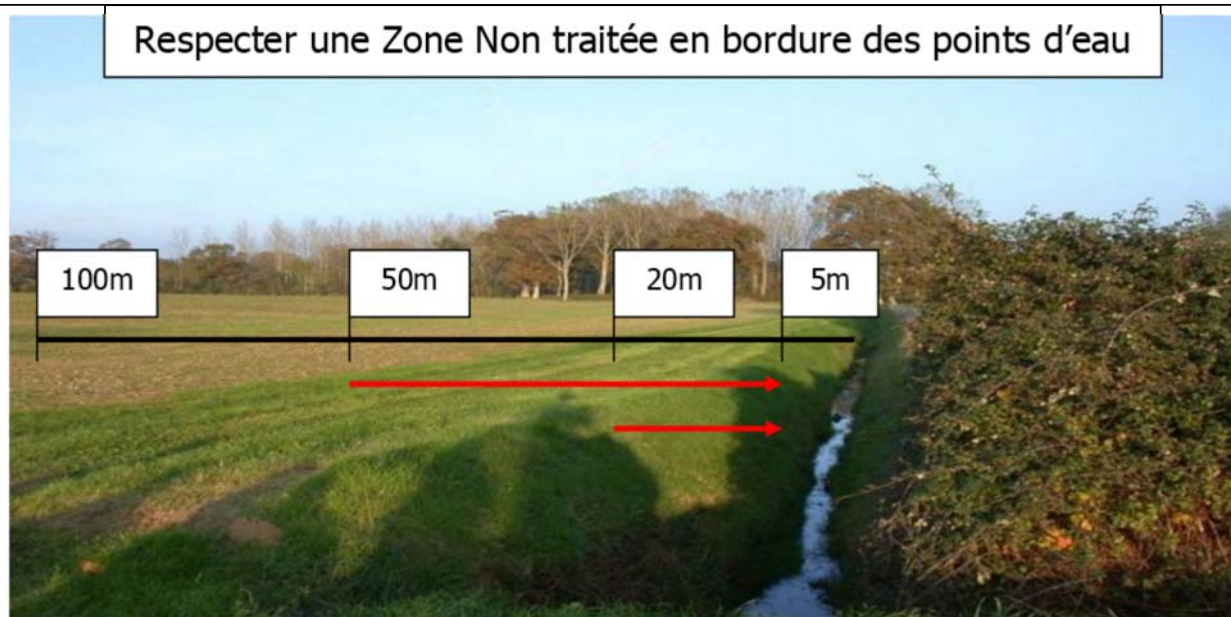 Respecter une Zone Non traitée en bordure des points d’eau
100m 50m 20m 5m